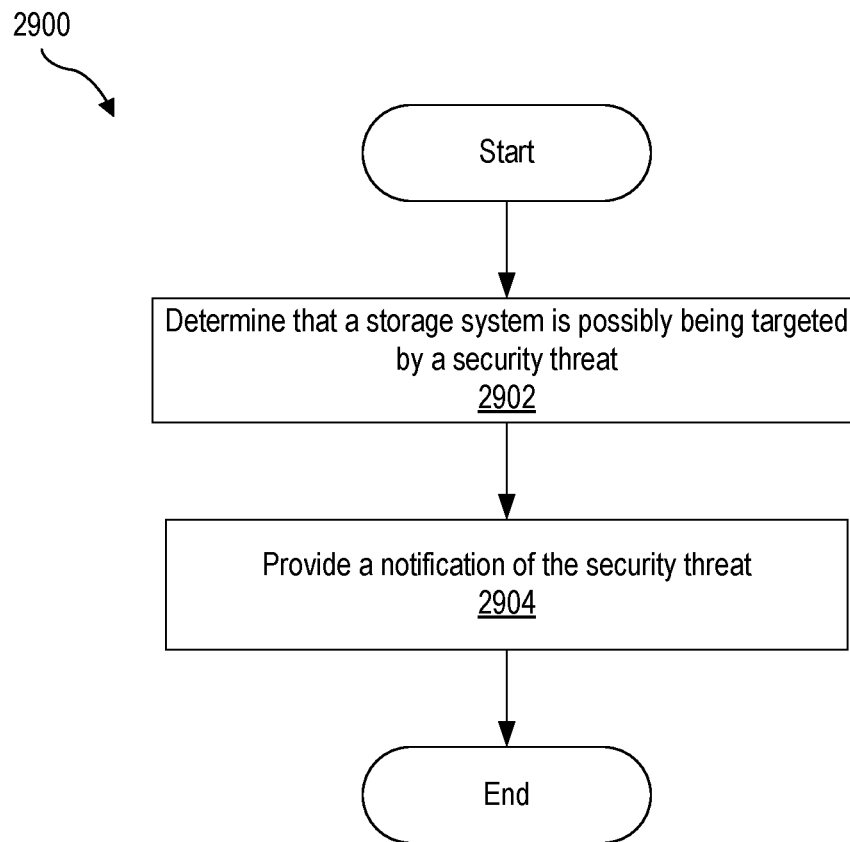 2900
Start
Determine that a storage system is possibly being targeted
by a security threat
2902
Provide a notification of the security threat
2904
End